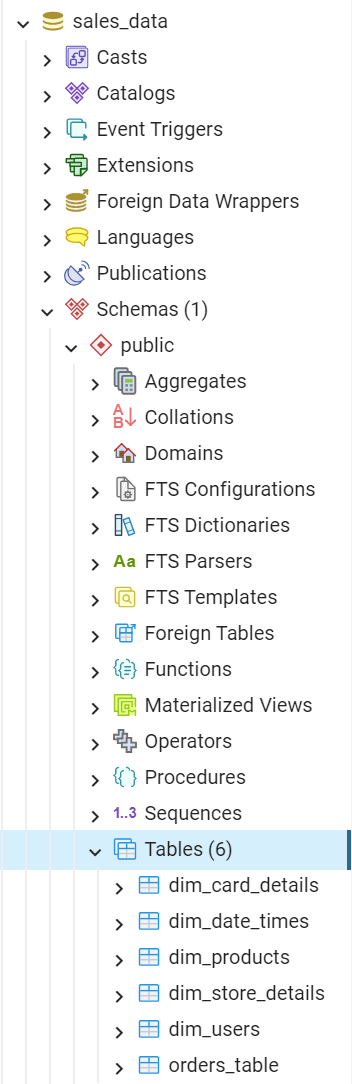 sales_data
Casts
Catalogs
Event Triggers
Extensions
Foreign Data Wrappers
Languages
Publications
Schemas (1)
public
Aggregates
A
B Collations
Domains
FTS Configurations
FTS Dictionaries
Aa FTS Parsers
FTS Templates
Foreign Tables
Functions
Materialized Views
Operators
Procedures
1..3 Sequences
Tables (6)
dim_card_details
dim_date_times
dim_products
dim_store_details
dim_users
orders_table